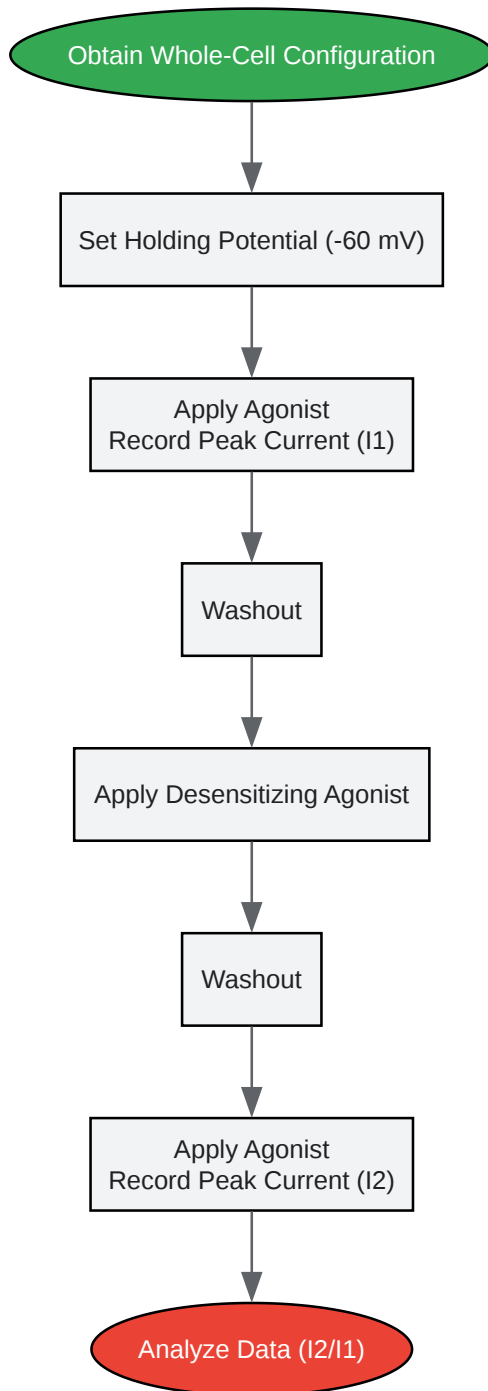 Obtain Whole-Cell Configuration
Set Holding Potential (-60 mV)
Apply Agonist
Record Peak Current (I1)
Washout
Apply Desensitizing Agonist
Washout
Apply Agonist
Record Peak Current (I2)
Analyze Data (I2/I1)